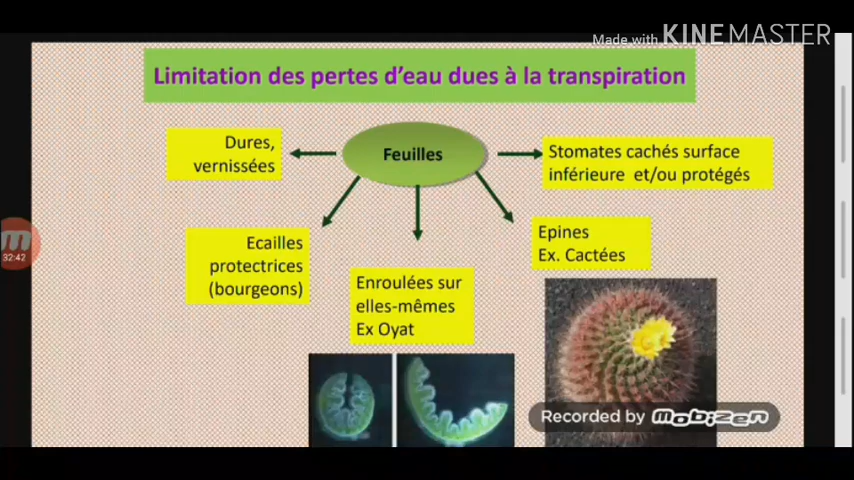 Made with KINEMASTER
Limitation des pertes d'eau dues à la transpiration
Dures,
vernissées
Feuilles
Stomates cachés surface
inférieure et/ou protégés
Ecailles
protectrices
(bourgeons)
Enroulées sur
elles-mêmes
Ex Oyat
Epines
Ex. Cactées
32:42
Recorded by MOBIZEN